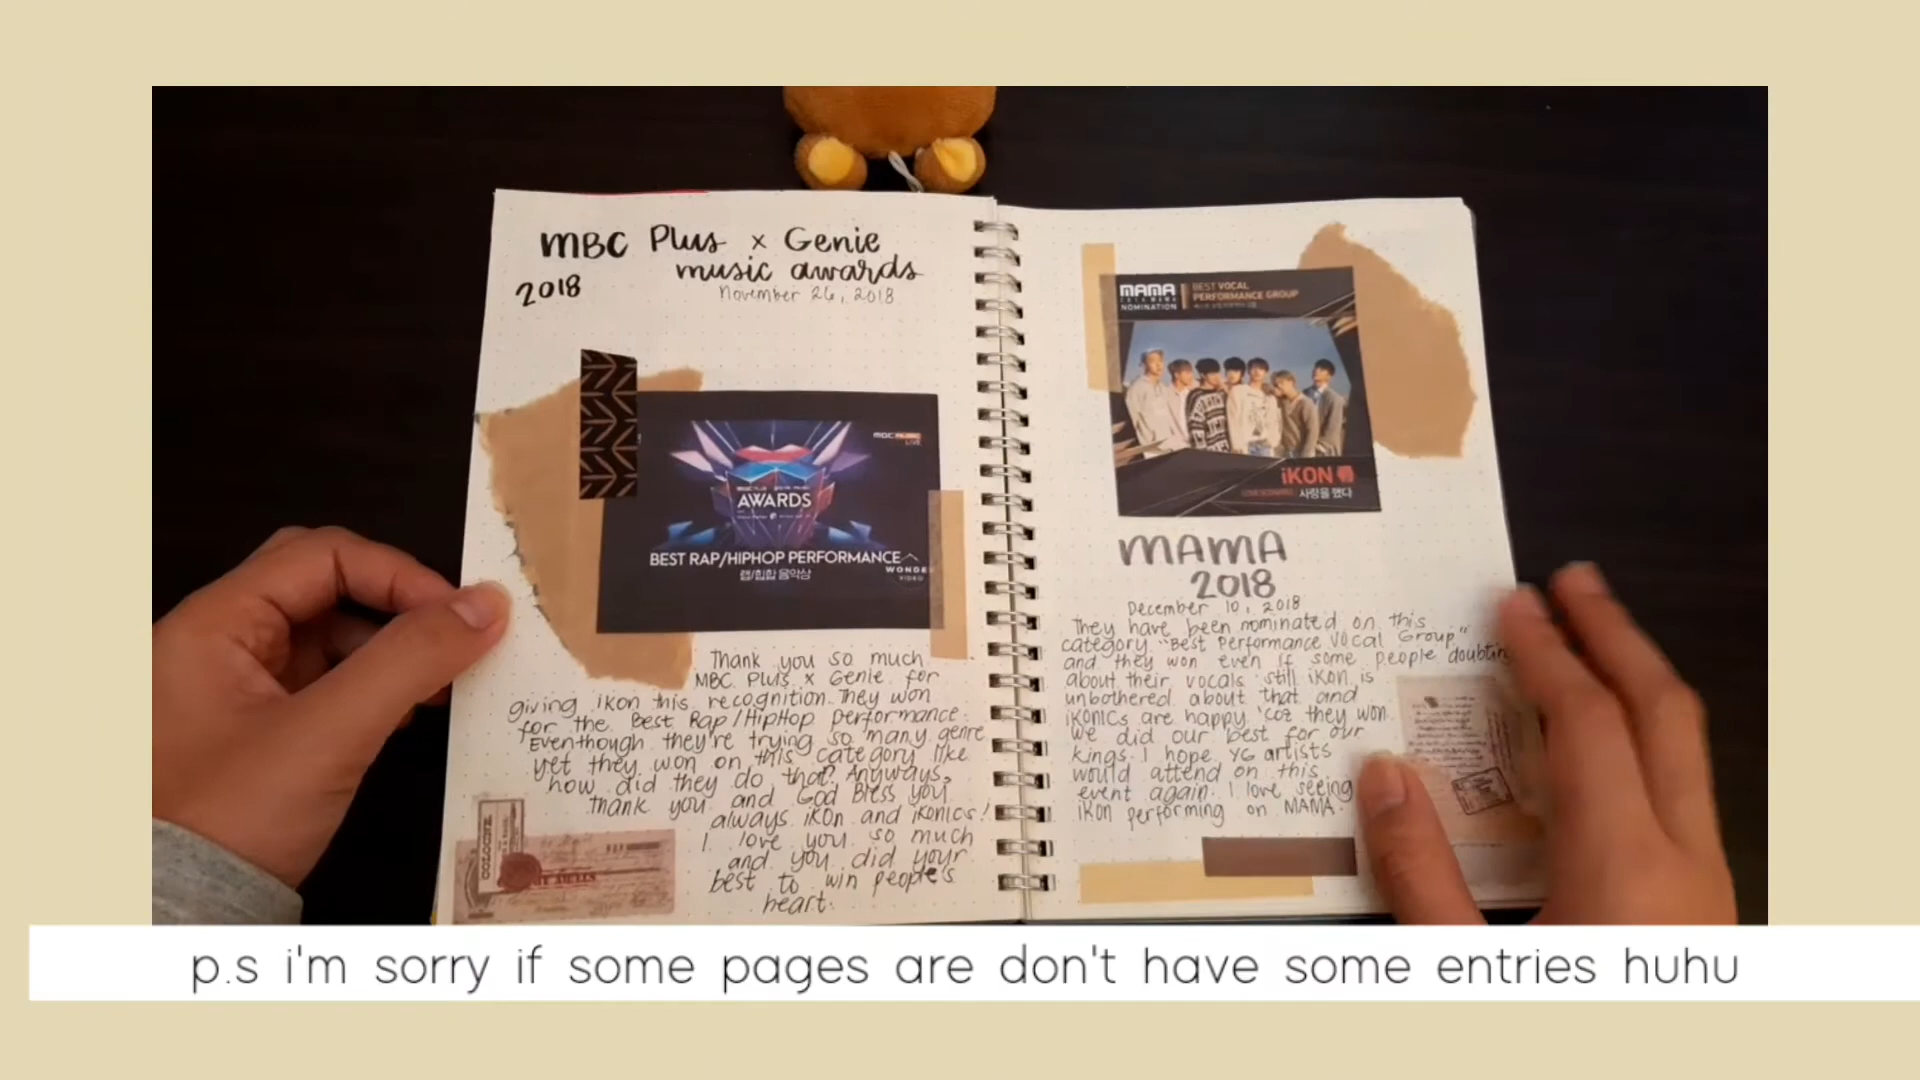 MBC Plus x Genie
music awards
2018
November 26, 2018
MBC MUSIC
LIVE
AWARDS
BEST RAP/HIPHOP PERFORMANCE
랩/힙합 음악상
WONDE
VIDEO
Thank you so much
MBC Plus x Genie for
giving iKON this recognition. They won
for the Best Rap/HipHop performance.
Eventhough they're trying so many genre
yet they won on this category like
how did they do that? Anyways,
thank you and God Bless you
always iKON and iKONICs!
I love you so much
and you did your
best to win people's
heart.
COLOGNE
MAMA
NOMINATION
BEST VOCAL
PERFORMANCE GROUP
iKON
사랑을 했다
MAMA
2018
December 10, 2018
They have been nominated on this
category "Best Performance Vocal Group"
and they won even if some people doubting
about their vocals still iKON is
unbothered about that and
iKONICs are happy 'coz they won.
We did our best for our
kings. I hope YG artists
would attend on this
event again. I love seeing
iKON performing on MAMA.
p.s i'm sorry if some pages are don't have some entries huhu